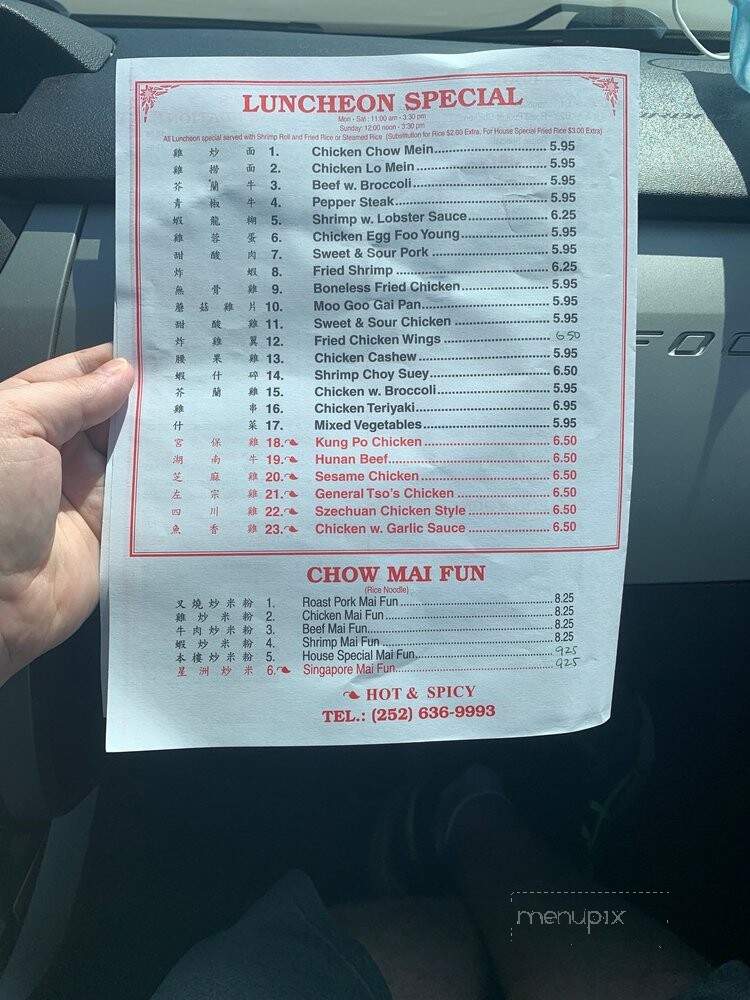 LUNCHEON SPECIAL
Mon - Sat : 11:00 am - 3:30 pm
Sunday: 12:00 noon - 3:30 pm
All Luncheon special served with Shrimp Roll and Fried Rice or Steamed Rice (Substitution for Rice $2.00 Extra, For House Special Fried Rice $3.00 Extra)
雞炒面 1. Chicken Chow Mein 5.95
雞撈面 2. Chicken Lo Mein 5.95
芥蘭牛 3. Beef w. Broccoli 5.95
青椒牛 4. Pepper Steak 5.95
蝦龍糊 5. Shrimp w. Lobster Sauce 6.25
雞蓉蛋 6. Chicken Egg Foo Young 5.95
甜酸肉 7. Sweet & Sour Pork 5.95
炸蝦 8. Fried Shrimp 6.25
無骨雞 9. Boneless Fried Chicken 5.95
蘑菇雞片 10. Moo Goo Gai Pan 5.95
甜酸雞 11. Sweet & Sour Chicken 5.95
炸雞翼 12. Fried Chicken Wings 650
腰果雞 13. Chicken Cashew 5.95
蝦什碎 14. Shrimp Choy Suey 6.50
芥蘭雞 15. Chicken w. Broccoli 5.95
雞串 16. Chicken Teriyaki 6.95
什菜 17. Mixed Vegetables 5.95
宮保雞 18. Kung Po Chicken 6.50
湖南牛 19. Hunan Beef 6.50
芝麻雞 20. Sesame Chicken 6.50
左宗雞 21. General Tso's Chicken 6.50
四川雞 22. Szechuan Chicken Style 6.50
魚香雞 23. Chicken w. Garlic Sauce 6.50
CHOW MAI FUN
(Rice Noodle)
叉燒炒米粉 1. Roast Pork Mai Fun 8.25
雞炒米粉 2. Chicken Mai Fun 8.25
牛肉炒米粉 3. Beef Mai Fun 8.25
蝦炒米粉 4. Shrimp Mai Fun 8.25
本樓炒米粉 5. House Special Mai Fun 925
星洲炒米 6. Singapore Mai Fun 925
HOT & SPICY
TEL.: (252) 636-9993
menupix